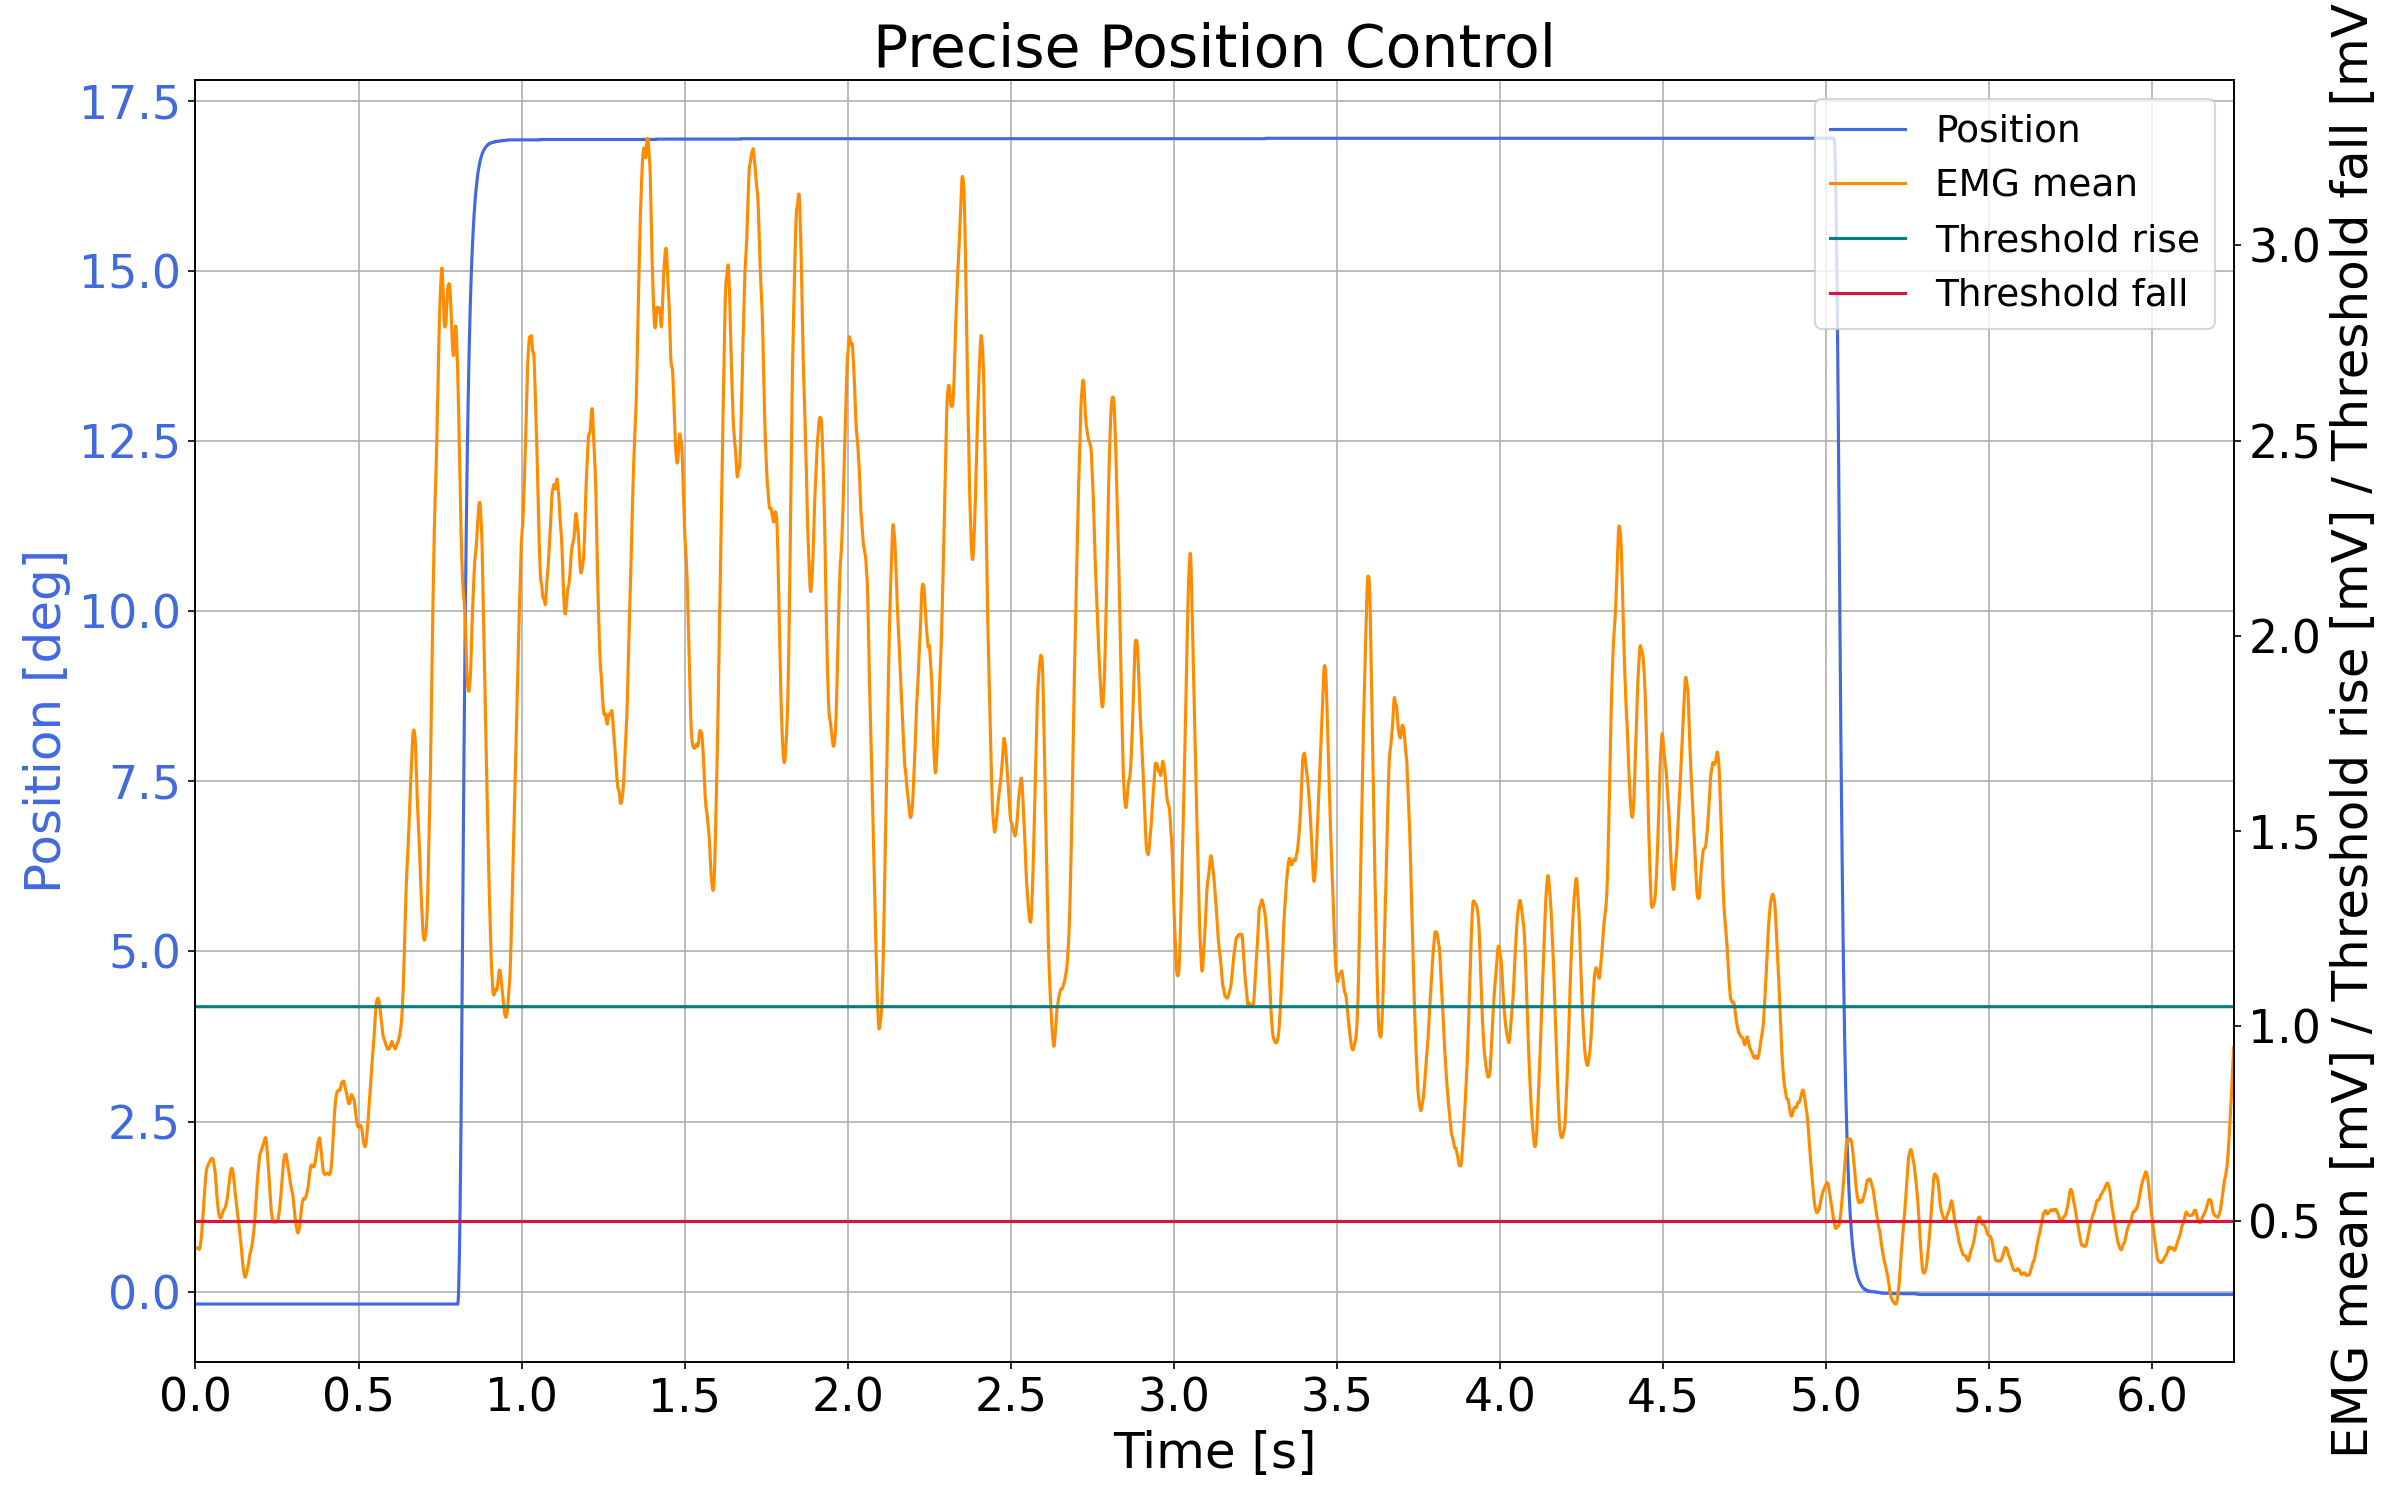 Precise Position Control
17.5
15.0
12.5
10.0
7.5
5.0
2.5
0.0
Position [deg]
Position
EMG mean
Threshold rise
Threshold fall
3.0
2.5
2.0
1.5
1.0
0.5
EMG mean [mV] / Threshold rise [mV] / Threshold fall [mV
0.0 0.5 1.0 1.5 2.0 2.5 3.0 3.5 4.0 4.5 5.0 5.5 6.0
Time [s]